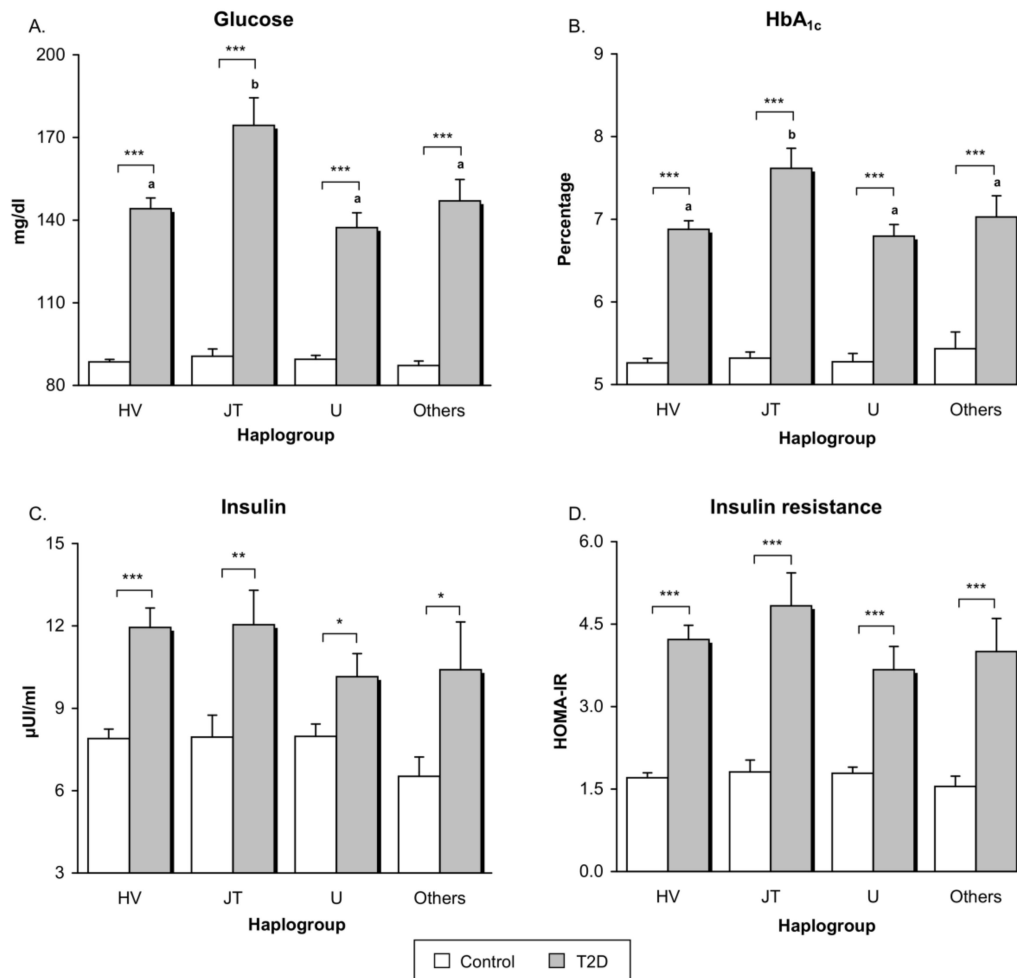 A.
Glucose
200
170
140
110
80
mg/dl
***
a
***
b
***
a
***
a
HV JT U Others
Haplogroup
B.
HbA1c
9
8
7
6
5
Percentage
***
a
***
b
***
a
***
a
HV JT U Others
Haplogroup
C.
Insulin
15
12
9
6
3
µUI/ml
***
**
*
*
HV JT U Others
Haplogroup
D.
Insulin resistance
6.0
4.5
3.0
1.5
0.0
HOMA-IR
***
***
***
***
HV JT U Others
Haplogroup
Control T2D